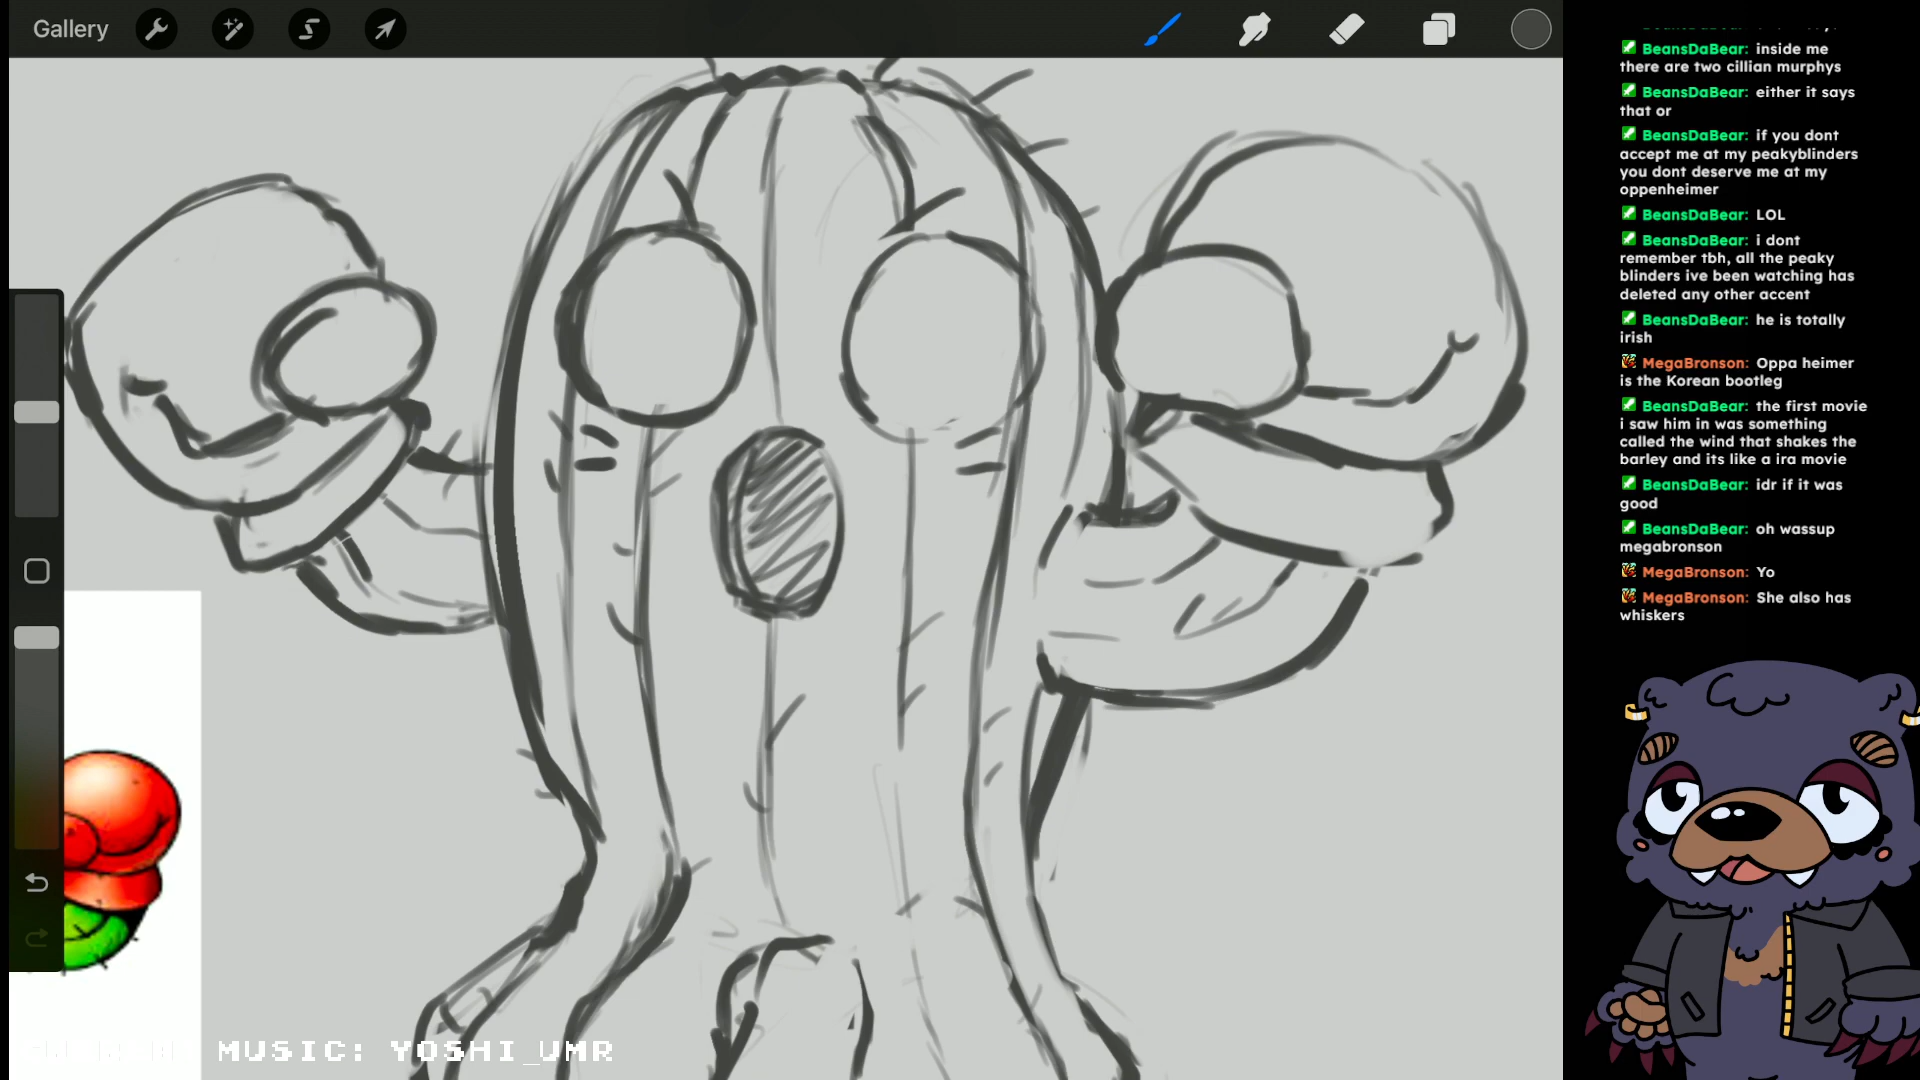 Gallery
BeansDaBear: inside me
there are two cillian murphys
BeansDaBear: either it says
that or
BeansDaBear: if you dont
accept me at my peakyblinders
you dont deserve me at my
oppenheimer
BeansDaBear: LOL
BeansDaBear: i dont
remember tbh, all the peaky
blinders ive been watching has
deleted any other accent
BeansDaBear: he is totally
irish
MegaBronson: Oppa heimer
is the Korean bootleg
BeansDaBear: the first movie
i saw him in was something
called the wind that shakes the
barley and its like a ira movie
BeansDaBear: idr if it was
good
BeansDaBear: oh wassup
megabronson
MegaBronson: Yo
MegaBronson: She also has
whiskers
MUSIC: YOSHI_UMR